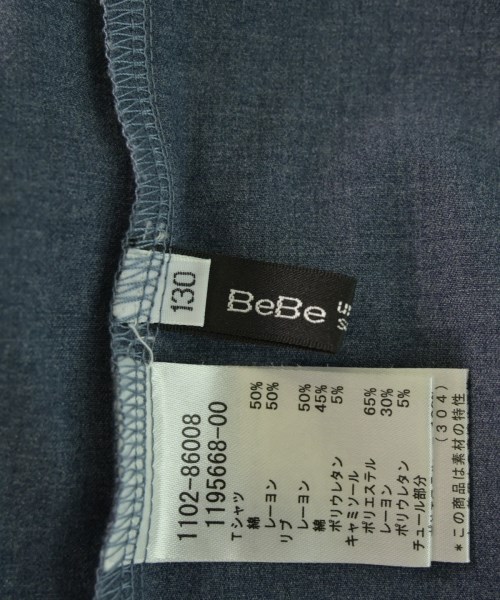 130
BeBe
1102-86008
1195668-00
Tシャツ
綿 50%
レーヨン 50%
リブ
レーヨン 50%
綿 45%
ポリウレタン 5%
キャミソール
ポリエステル 65%
レーヨン 30%
ポリウレタン 5%
チュール部分
(304)
*この商品は素材の特性